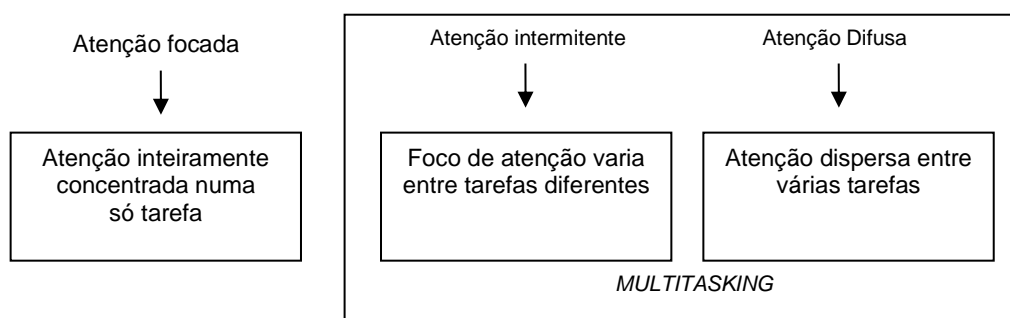 Atenção focada
Atenção inteiramente
concentrada numa
só tarefa
Atenção intermitente
Foco de atenção varia
entre tarefas diferentes
Atenção Difusa
Atenção dispersa entre
várias tarefas
MULTITASKING